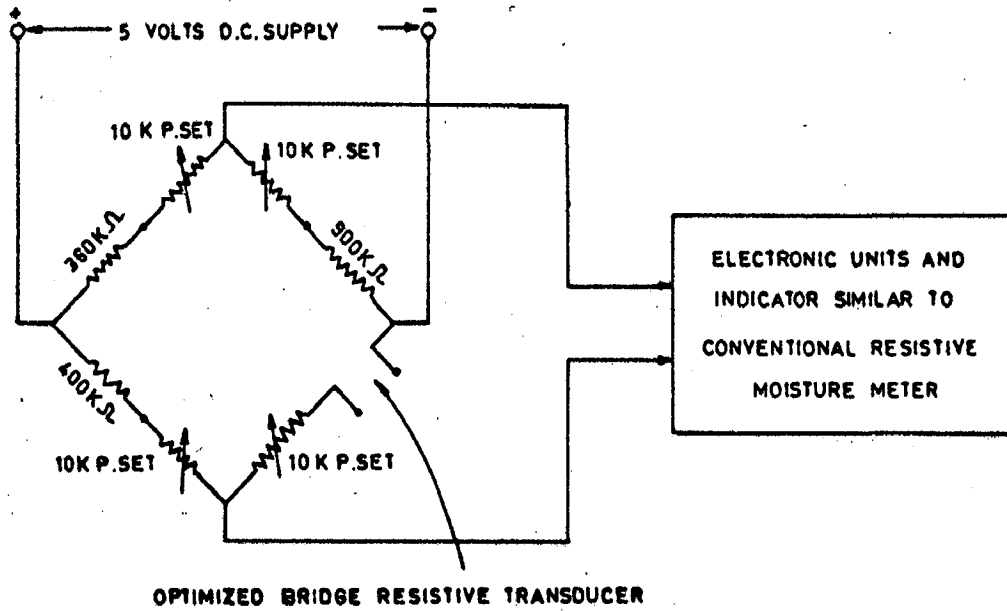 + 5 VOLTS D.C. SUPPLY -
10 K P.SET
10K P.SET
360KΩ
900KΩ
400KΩ
10K P.SET
10K P.SET
ELECTRONIC UNITS AND
INDICATOR SIMILAR TO
CONVENTIONAL RESISTIVE
MOISTURE METER
OPTIMIZED BRIDGE RESISTIVE TRANSDUCER